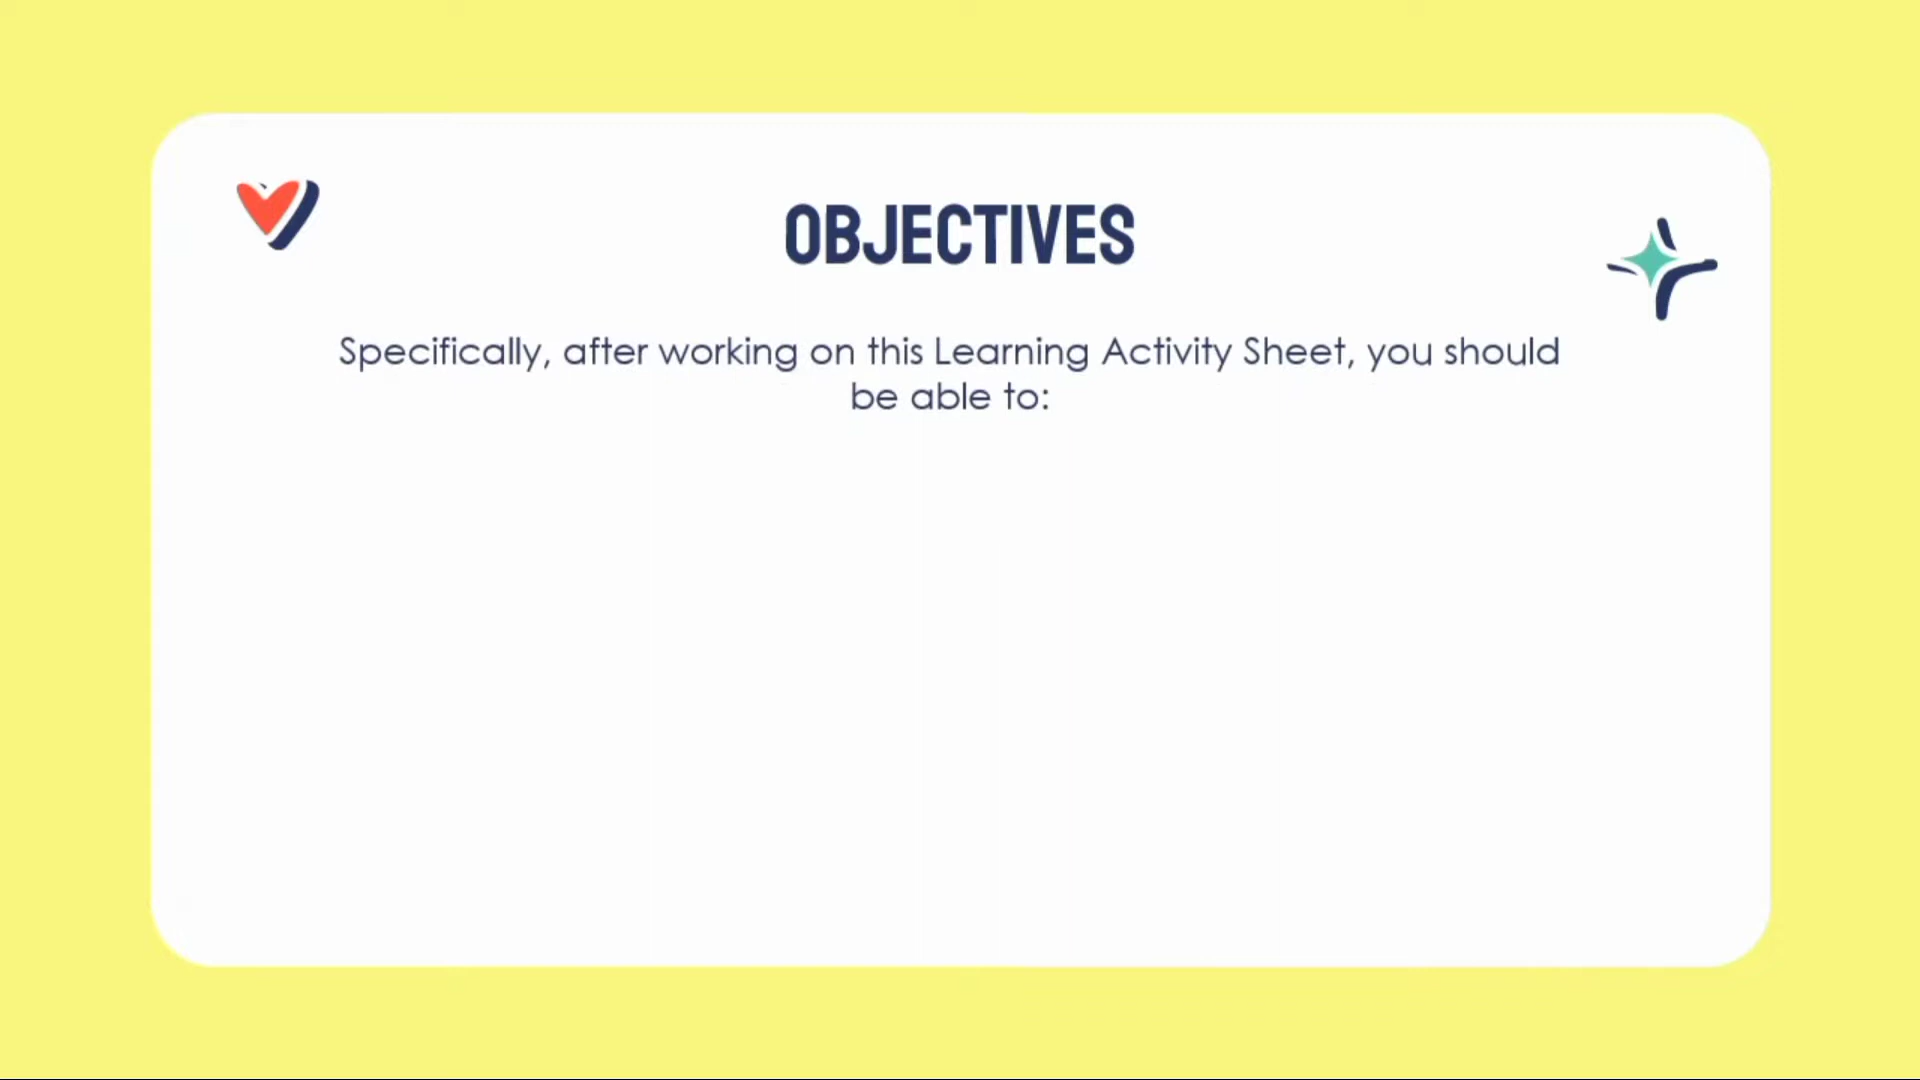 OBJECTIVES
Specifically, after working on this Learning Activity Sheet, you should
be able to: